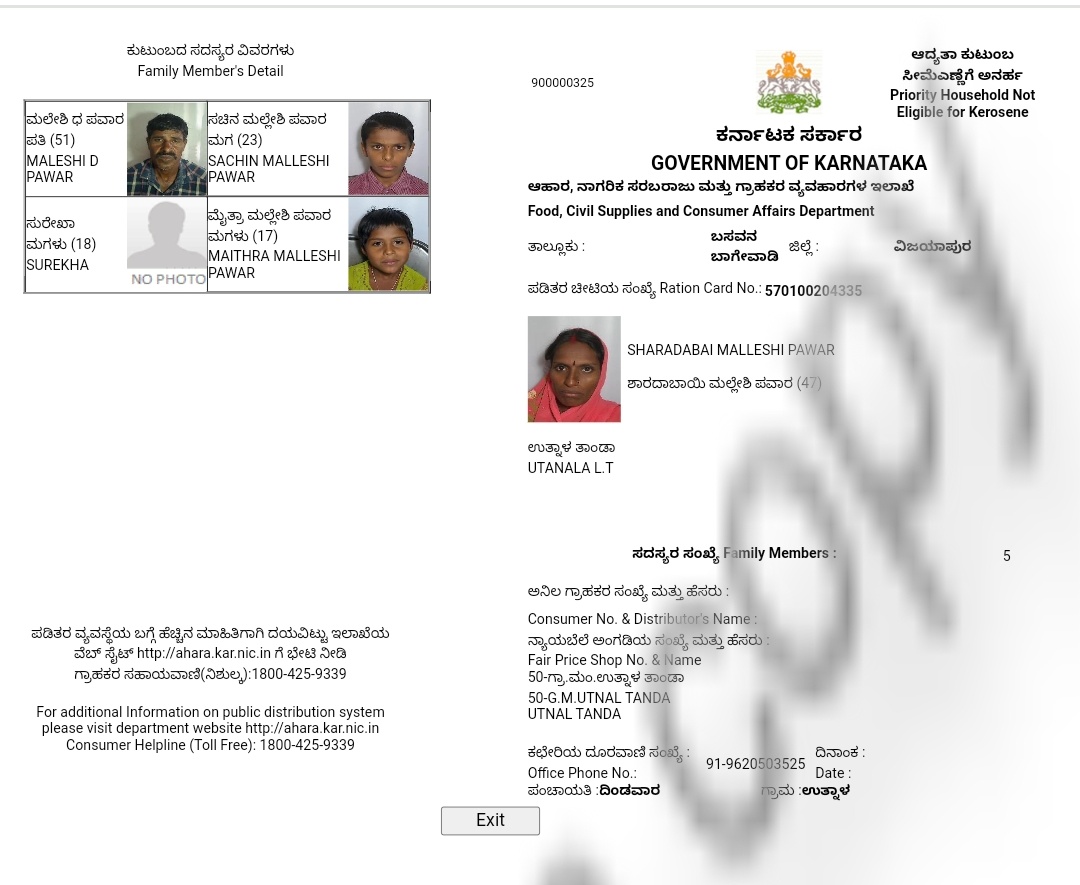 ಕುಟುಂಬದ ಸದಸ್ಯರ ವಿವರಗಳು
Family Member's Detail
ಮಲೇಶಿ ಧ ಪವಾರ
ಪತಿ (51)
MALESHI D
PAWAR
ಸಚಿನ ಮಲ್ಲೇಶಿ ಪವಾರ
ಮಗ (23)
SACHIN MALLESHI
PAWAR
ಸುರೇಖಾ
ಮಗಳು (18)
SUREKHA
NO PHOTO
ಮೈತ್ರಾ ಮಲ್ಲೇಶಿ ಪವಾರ
ಮಗಳು (17)
MAITHRA MALLESHI
PAWAR
ಪಡಿತರ ವ್ಯವಸ್ಥೆಯ ಬಗ್ಗೆ ಹೆಚ್ಚಿನ ಮಾಹಿತಿಗಾಗಿ ದಯವಿಟ್ಟು ಇಲಾಖೆಯ
ವೆಬ್ ಸೈಟ್ http://ahara.kar.nic.in ಗೆ ಭೇಟಿ ನೀಡಿ
ಗ್ರಾಹಕರ ಸಹಾಯವಾಣಿ(ನಿಶುಲ್ಕ):1800-425-9339
For additional Information on public distribution system
please visit department website http://ahara.kar.nic.in
Consumer Helpline (Toll Free): 1800-425-9339
900000325
ಆದ್ಯತಾ ಕುಟುಂಬ
ಸೀಮೆಎಣ್ಣೆಗೆ ಅನರ್ಹ
Priority Household Not
Eligible for Kerosene
ಕರ್ನಾಟಕ ಸರ್ಕಾರ
GOVERNMENT OF KARNATAKA
ಆಹಾರ, ನಾಗರಿಕ ಸರಬರಾಜು ಮತ್ತು ಗ್ರಾಹಕರ ವ್ಯವಹಾರಗಳ ಇಲಾಖೆ
Food, Civil Supplies and Consumer Affairs Department
ತಾಲ್ಲೂಕು : ಬಸವನ ಬಾಗೇವಾಡಿ ಜಿಲ್ಲೆ : ವಿಜಯಾಪುರ
ಪಡಿತರ ಚೀಟಿಯ ಸಂಖ್ಯೆ Ration Card No.: 570100204335
SHARADABAI MALLESHI PAWAR
ಶಾರದಾಬಾಯಿ ಮಲ್ಲೇಶಿ ಪವಾರ (47)
ಉತ್ನಾಳ ತಾಂಡಾ
UTANALA L.T
ಸದಸ್ಯರ ಸಂಖ್ಯೆ Family Members : 5
ಅನಿಲ ಗ್ರಾಹಕರ ಸಂಖ್ಯೆ ಮತ್ತು ಹೆಸರು :
Consumer No. & Distributor's Name :
ನ್ಯಾಯಬೆಲೆ ಅಂಗಡಿಯ ಸಂಖ್ಯೆ ಮತ್ತು ಹೆಸರು :
Fair Price Shop No. & Name
50-ಗ್ರಾ.ಮಂ.ಉತ್ನಾಳ ತಾಂಡಾ
50-G.M.UTNAL TANDA
UTNAL TANDA
ಕಛೇರಿಯ ದೂರವಾಣಿ ಸಂಖ್ಯೆ : ದಿನಾಂಕ :
Office Phone No.: 91-9620503525 Date :
ಪಂಚಾಯತಿ :ದಿಂಡವಾರ ಗ್ರಾಮ :ಉತ್ನಾಳ
copy
Exit